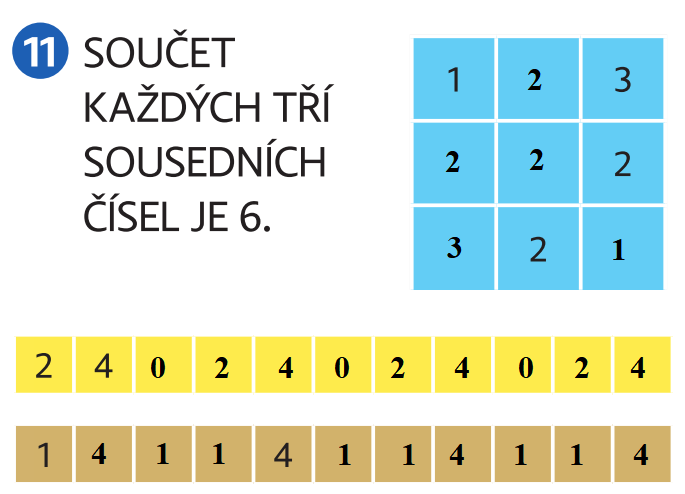 11 SOUČET
KAŽDÝCH TŘÍ
SOUSEDNÍCH
ČÍSEL JE 6.
1 2 3
2 2 2
3 2 1
2 4 0 2 4 0 2 4 0 2 4
1 4 1 1 4 1 1 4 1 1 4